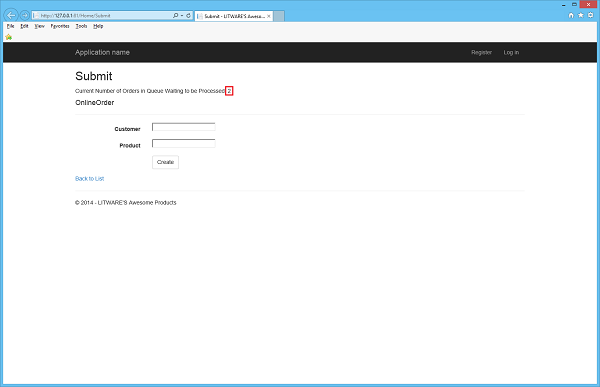 http://127.0.0.1:81/Home/Submit
Submit - LITWARE'S Aweso...
File Edit View Favorites Tools Help
Application name Register Log in
Submit
Current Number of Orders In Queue Waiting to be Processed 2
OnlineOrder
Customer
Product
Create
Back to List
© 2014 - LITWARE'S Awesome Products